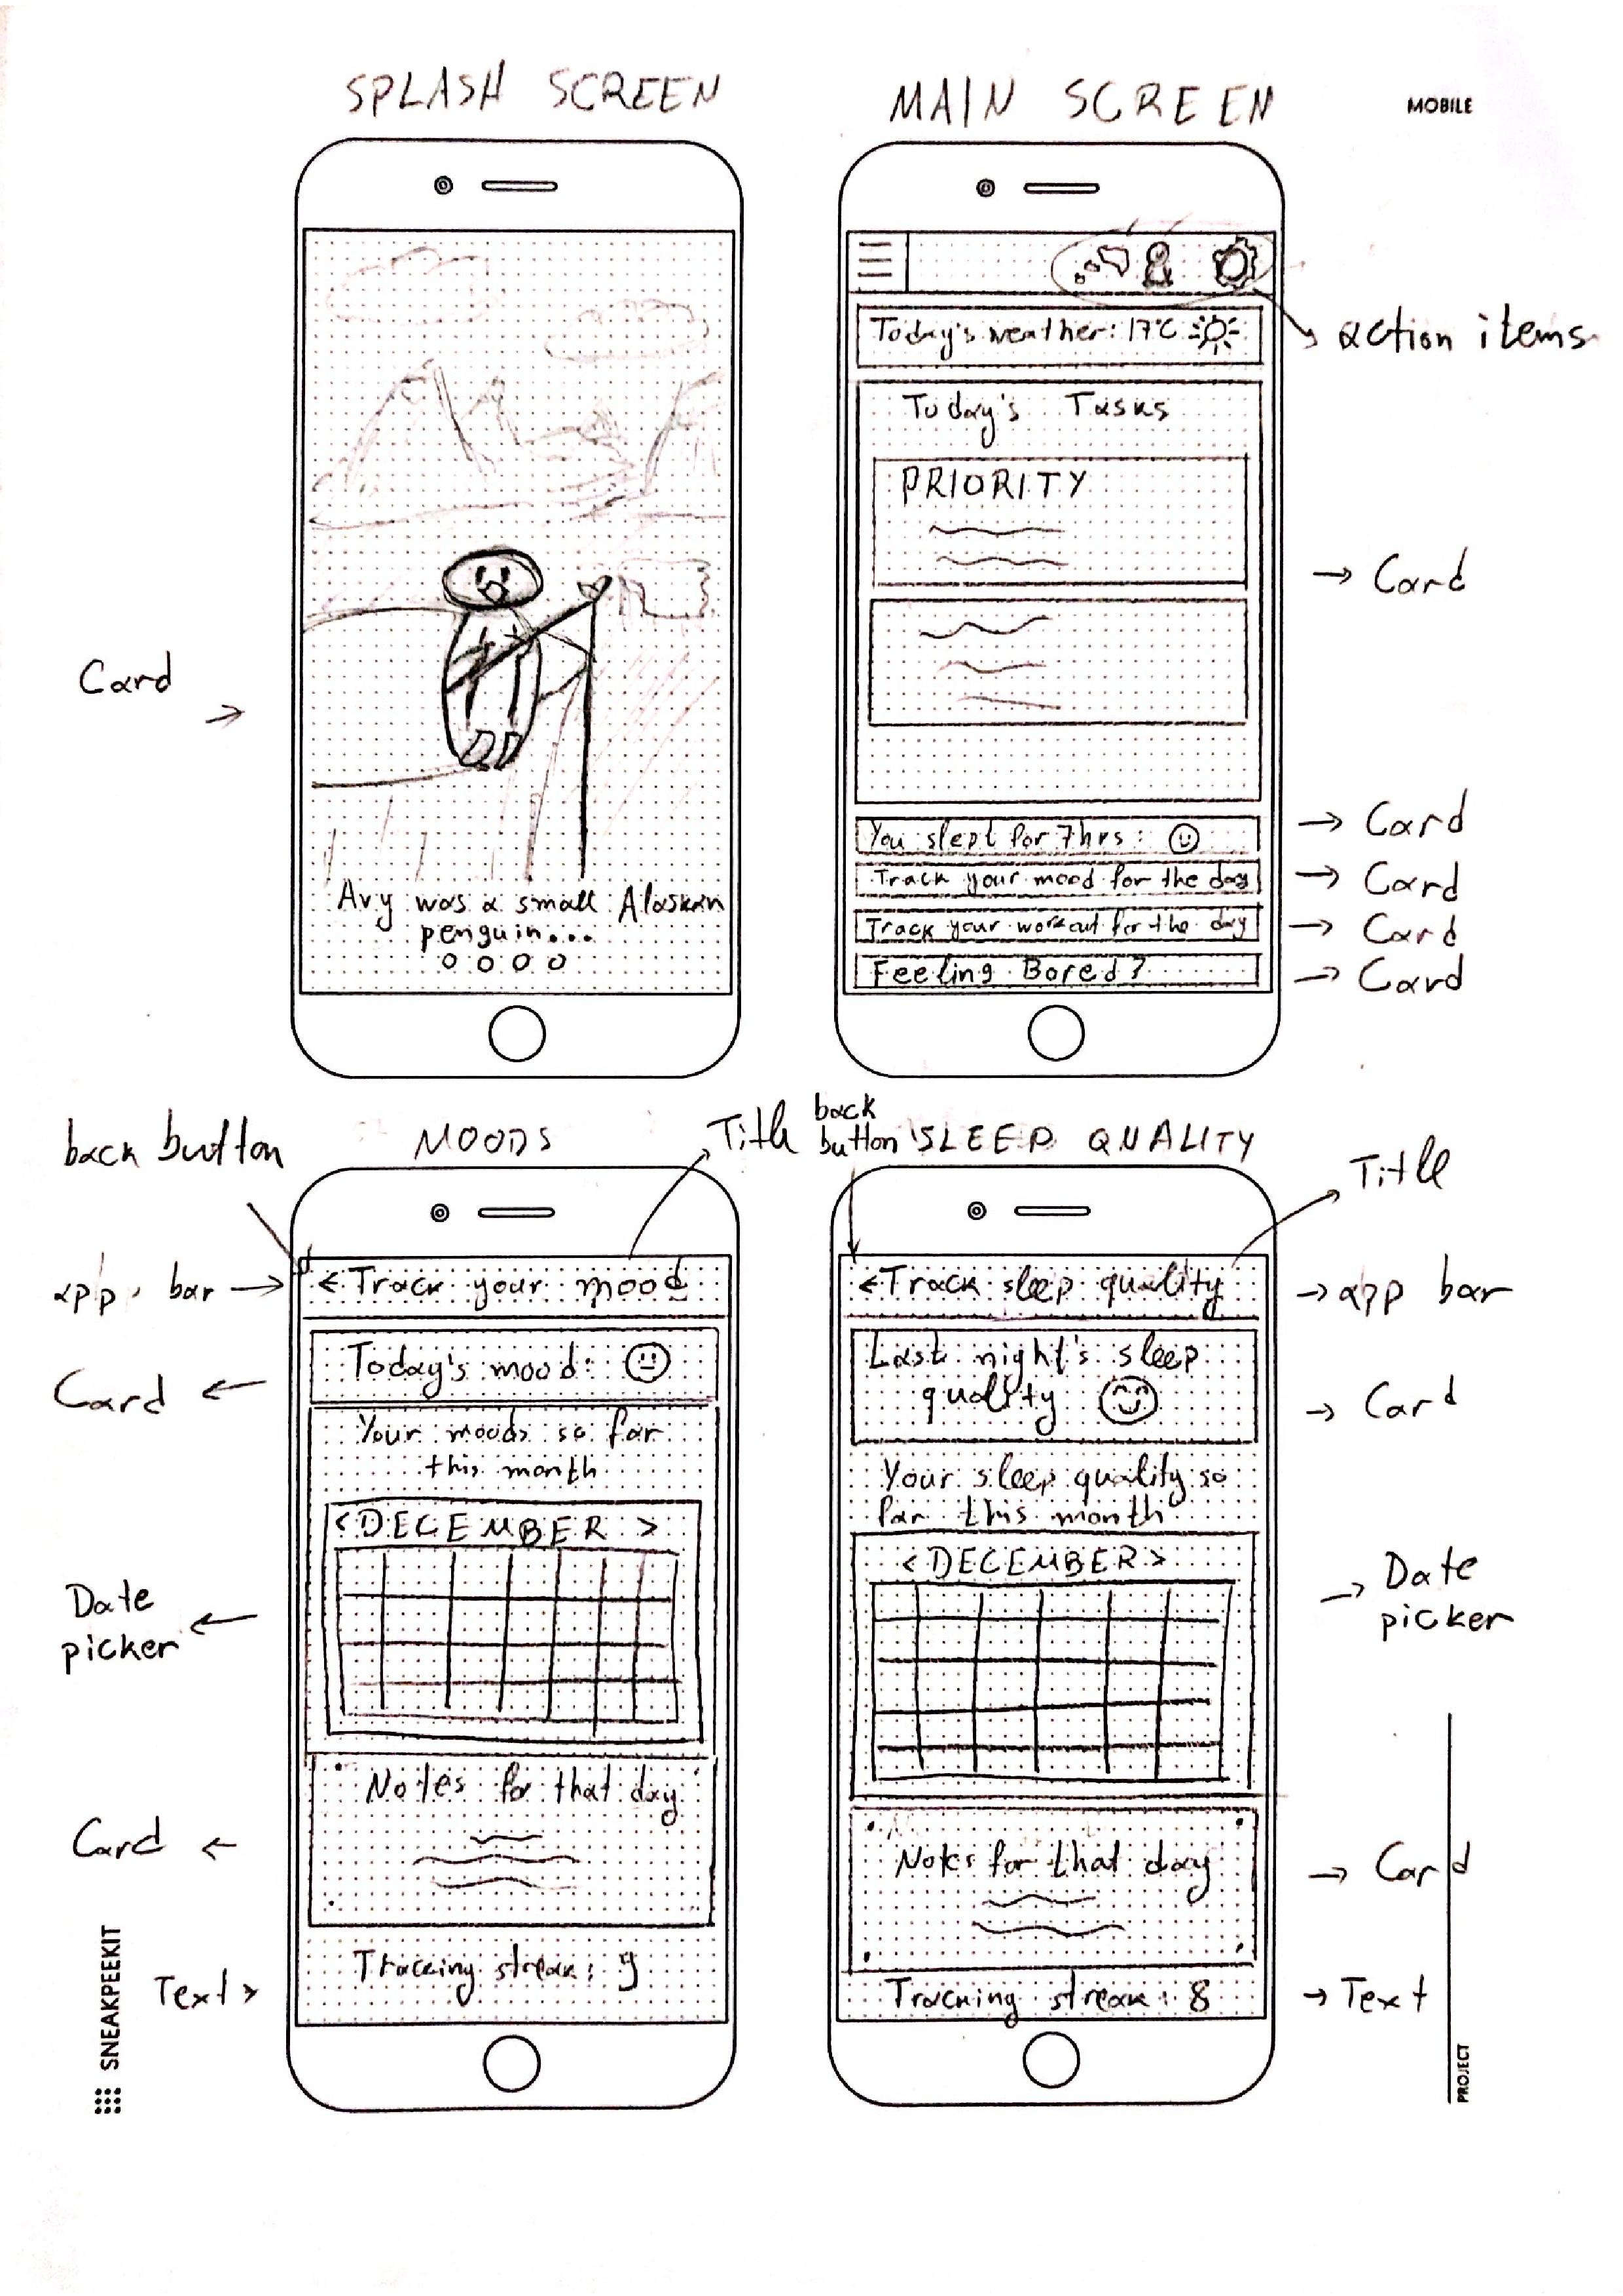 SPLASH SCREEN
MAIN SCREEN
MOBILE
Today's weather: 17°C
action items
Today's Tasks
PRIORITY
Card
Card
You slept for 7hrs:
Card
Track your mood for the day
Card
Track your workout for the day
Card
Feeling Bored?
Card
Avy was a small Alaskan
penguin...
back button
MOODS
Title
back
button
SLEEP QUALITY
Title
app bar
← Track your mood
← Track sleep quality
app bar
Card
Today's mood:
Last night's sleep
quality
Card
Your moods so far
this month
Your sleep quality so
far this month
< DECEMBER >
< DECEMBER >
Date
picker
Date
picker
Notes for that day
Card
Notes for that day
Card
Tracking streak: 9
Text
Tracking streak: 8
Text
SNEAKPEEKIT
PROJECT